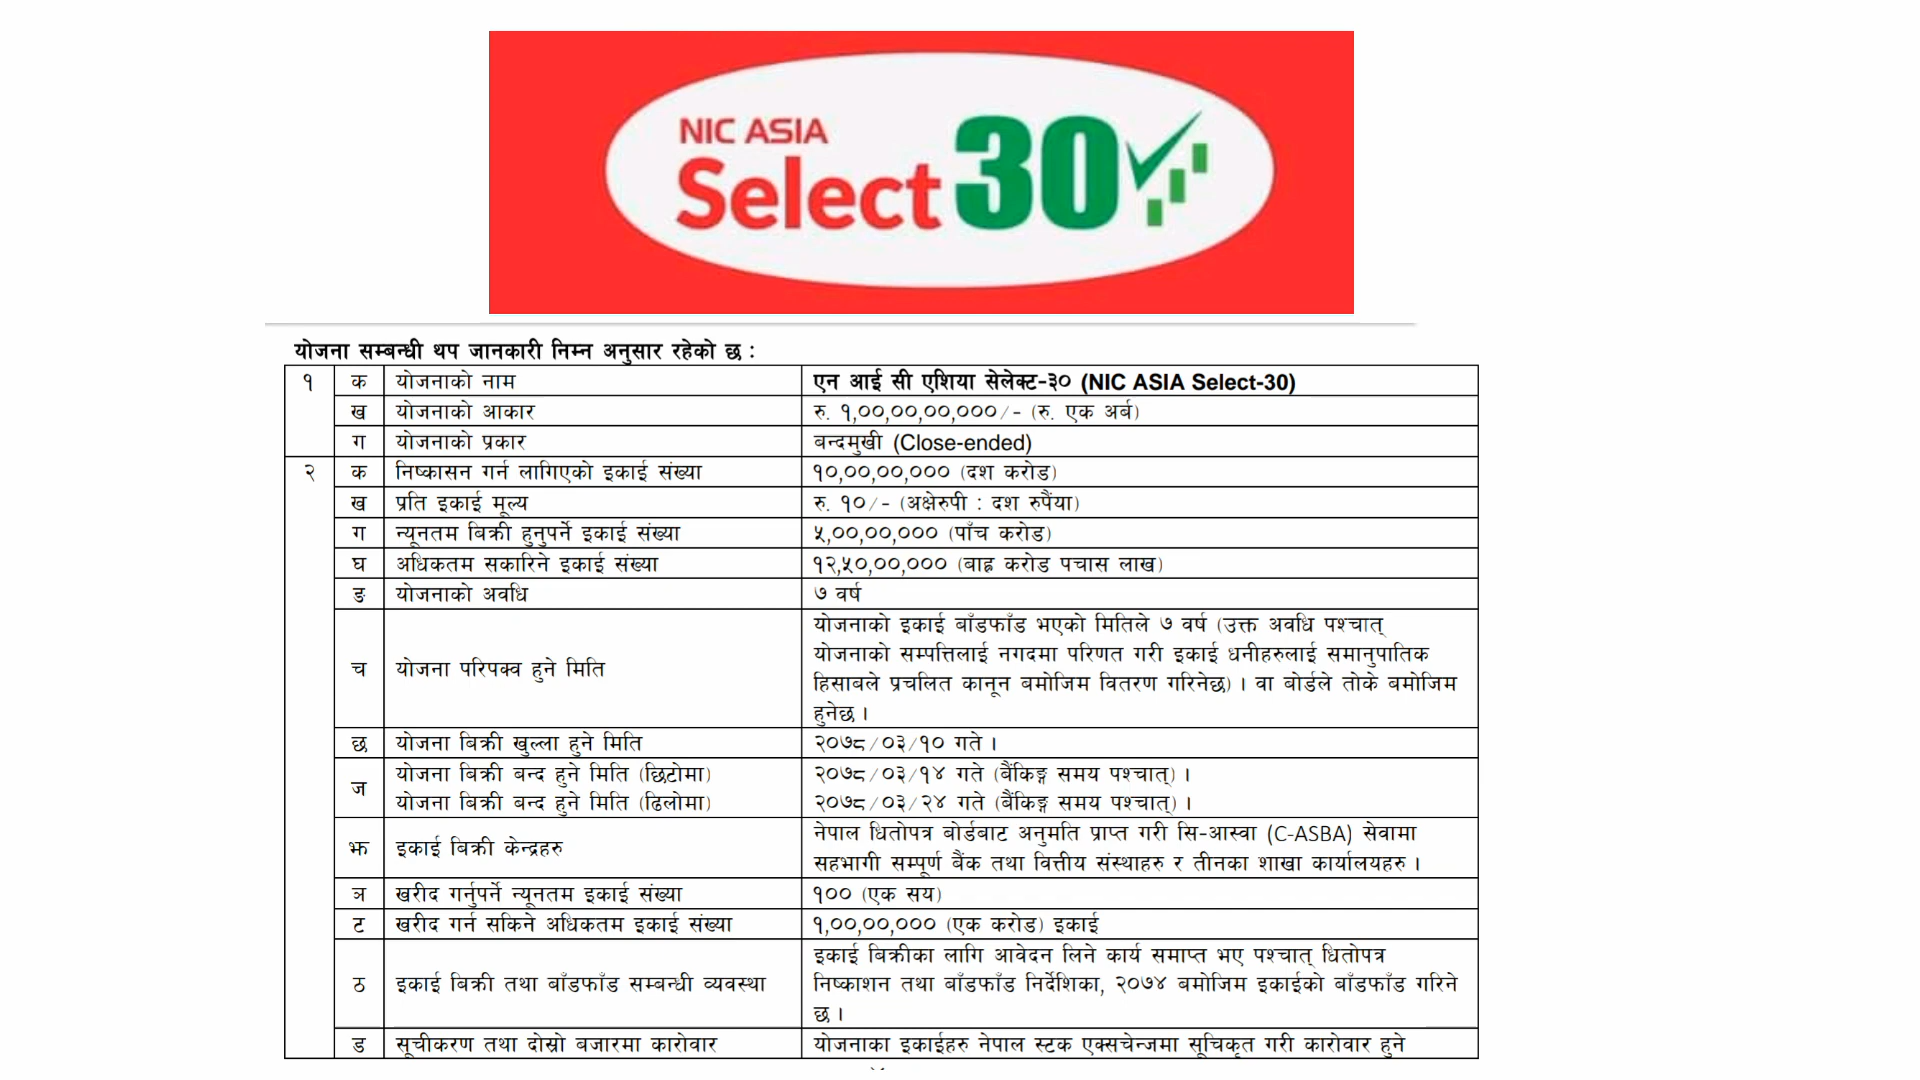 NIC ASIA
Select 30
योजना सम्बन्धी थप जानकारी निम्न अनुसार रहेको छ :
१ क योजनाको नाम एन आई सी एशिया सेलेक्ट-३० (NIC ASIA Select-30)
ख योजनाको आकार रु. १,००,००,००,०००/- (रु. एक अर्ब)
ग योजनाको प्रकार बन्दमुखी (Close-ended)
२ क निष्कासन गर्न लागिएको इकाई संख्या १०,००,००,००० (दश करोड)
ख प्रति इकाई मूल्य रु. १०/- (अक्षेरुपी : दश रुपैंया)
ग न्यूनतम बिक्री हुनुपर्ने इकाई संख्या ५,००,००,००० (पाँच करोड)
घ अधिकतम सकारिने इकाई संख्या १२,५०,००,००० (बाह्र करोड पचास लाख)
ङ योजनाको अवधि ७ वर्ष
च योजना परिपक्व हुने मिति योजनाको इकाई बाँडफाँड भएको मितिले ७ वर्ष (उक्त अवधि पश्चात्
योजनाको सम्पत्तिलाई नगदमा परिणत गरी इकाई धनीहरुलाई समानुपातिक
हिसाबले प्रचलित कानून बमोजिम वितरण गरिनेछ) । वा बोर्डले तोके बमोजिम
हुनेछ ।
छ योजना बिक्री खुल्ला हुने मिति २०७८/०३/१० गते ।
ज योजना बिक्री बन्द हुने मिति (छिटोमा) २०७८/०३/१४ गते (बैंकिङ्ग समय पश्चात्) ।
योजना बिक्री बन्द हुने मिति (ढिलोमा) २०७८/०३/२४ गते (बैंकिङ्ग समय पश्चात्) ।
झ इकाई बिक्री केन्द्रहरु नेपाल धितोपत्र बोर्डबाट अनुमति प्राप्त गरी सि-आस्वा (C-ASBA) सेवामा
सहभागी सम्पूर्ण बैंक तथा वित्तीय संस्थाहरु र तीनका शाखा कार्यालयहरु ।
ञ खरीद गर्नुपर्ने न्यूनतम इकाई संख्या १०० (एक सय)
ट खरीद गर्न सकिने अधिकतम इकाई संख्या १,००,००,००० (एक करोड) इकाई
ठ इकाई बिक्री तथा बाँडफाँड सम्बन्धी व्यवस्था इकाई बिक्रीका लागि आवेदन लिने कार्य समाप्त भए पश्चात् धितोपत्र
निष्काशन तथा बाँडफाँड निर्देशिका, २०७४ बमोजिम इकाईको बाँडफाँड गरिने
छ ।
ड सूचीकरण तथा दोस्रो बजारमा कारोवार योजनाका इकाईहरु नेपाल स्टक एक्सचेन्जमा सूचिकृत गरी कारोवार हुने